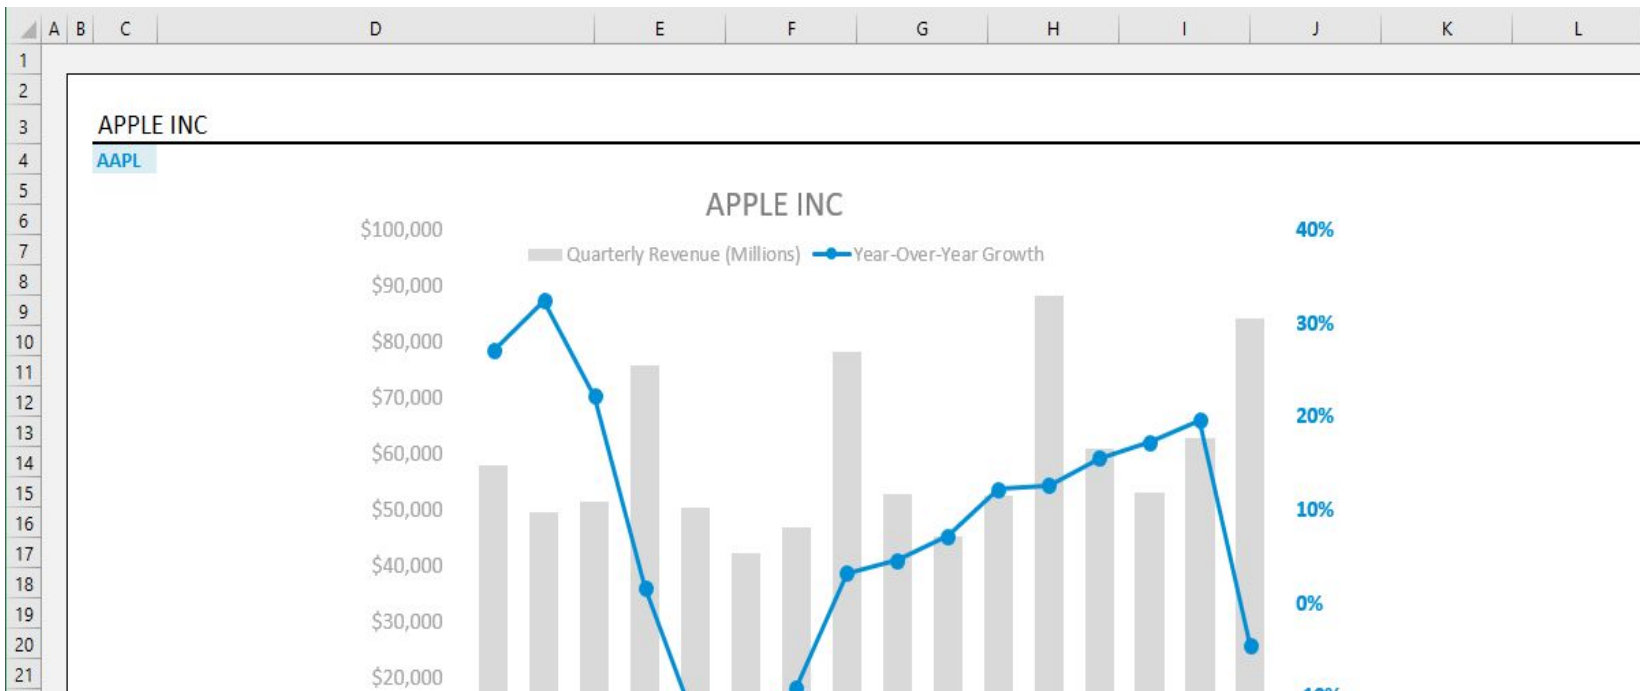 A B C D E F G H I J K L
1
2
3 APPLE INC
4 AAPL
5 APPLE INC
6 $100,000 40%
7 Quarterly Revenue (Millions) Year-Over-Year Growth
8 $90,000
9 30%
10 $80,000
11
12 $70,000
13 20%
14 $60,000
15
16 $50,000 10%
17
18 $40,000
19 0%
20 $30,000
21 $20,000